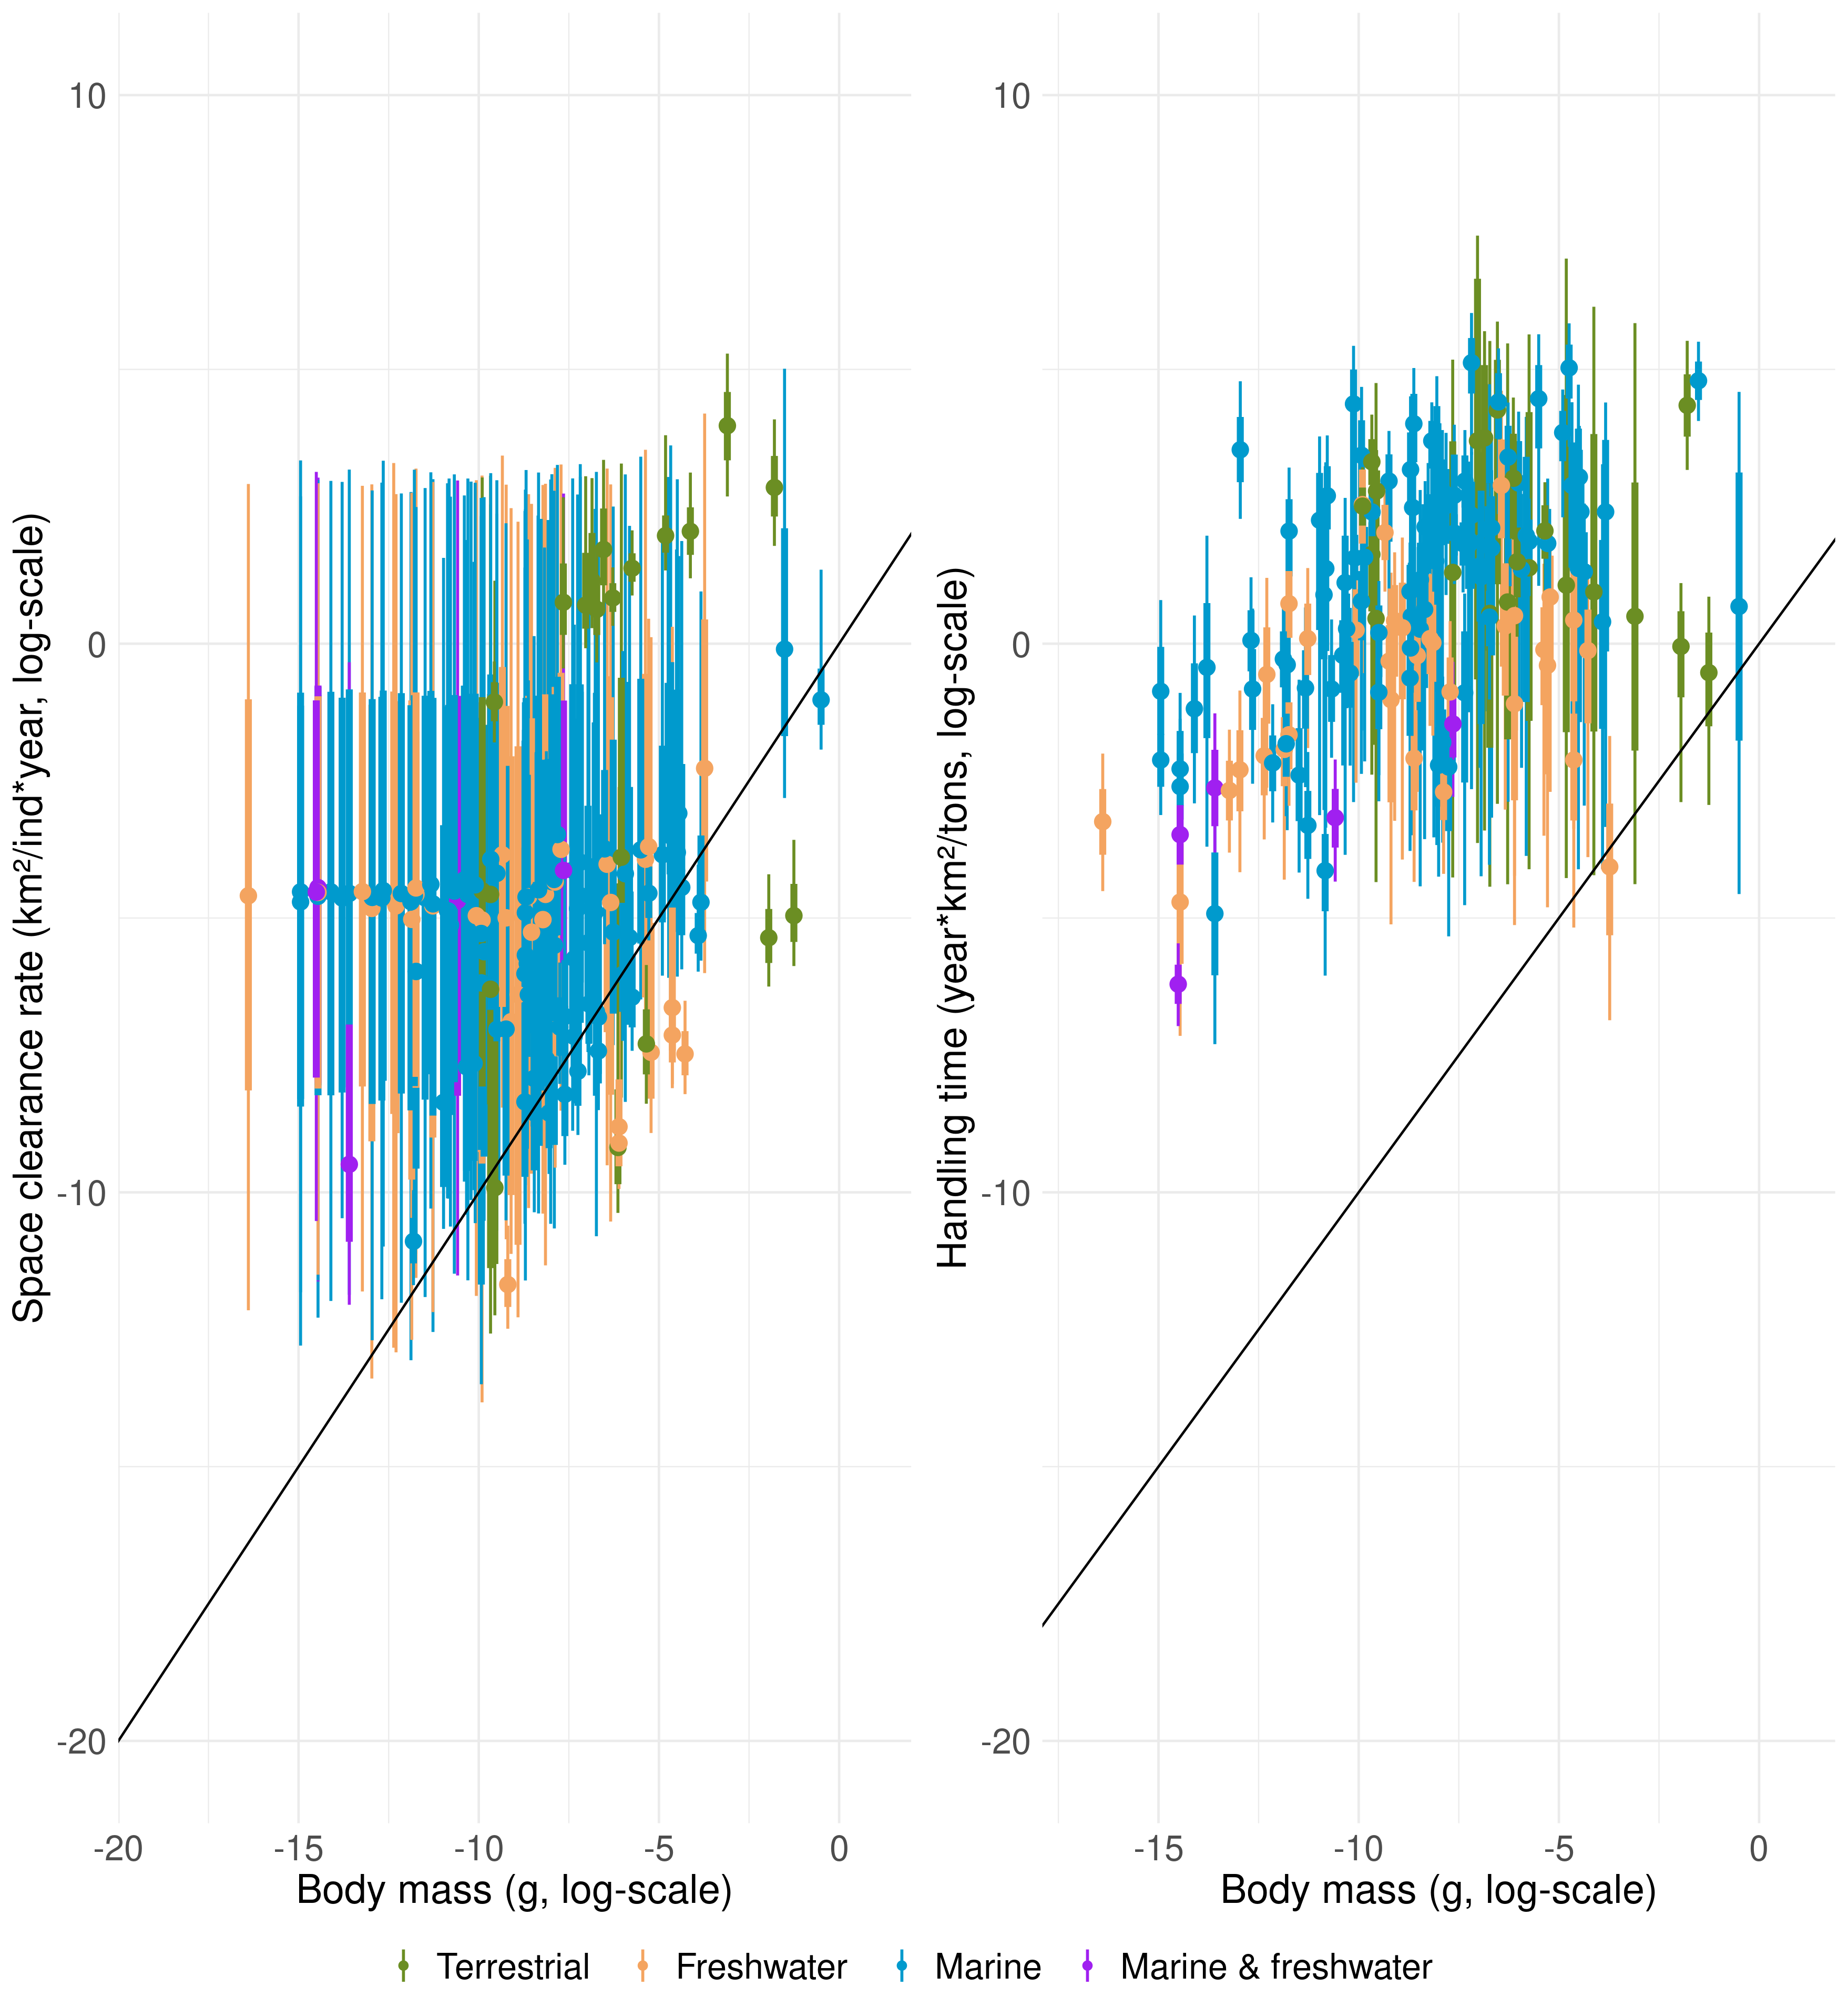 Space clearance rate (km²/ind*year, log-scale)
10
0
-10
-20
-20 -15 -10 -5 0
Body mass (g, log-scale)
Handling time (year*km²/tons, log-scale)
10
0
-10
-20
-15 -10 -5 0
Body mass (g, log-scale)
Terrestrial Freshwater Marine Marine & freshwater